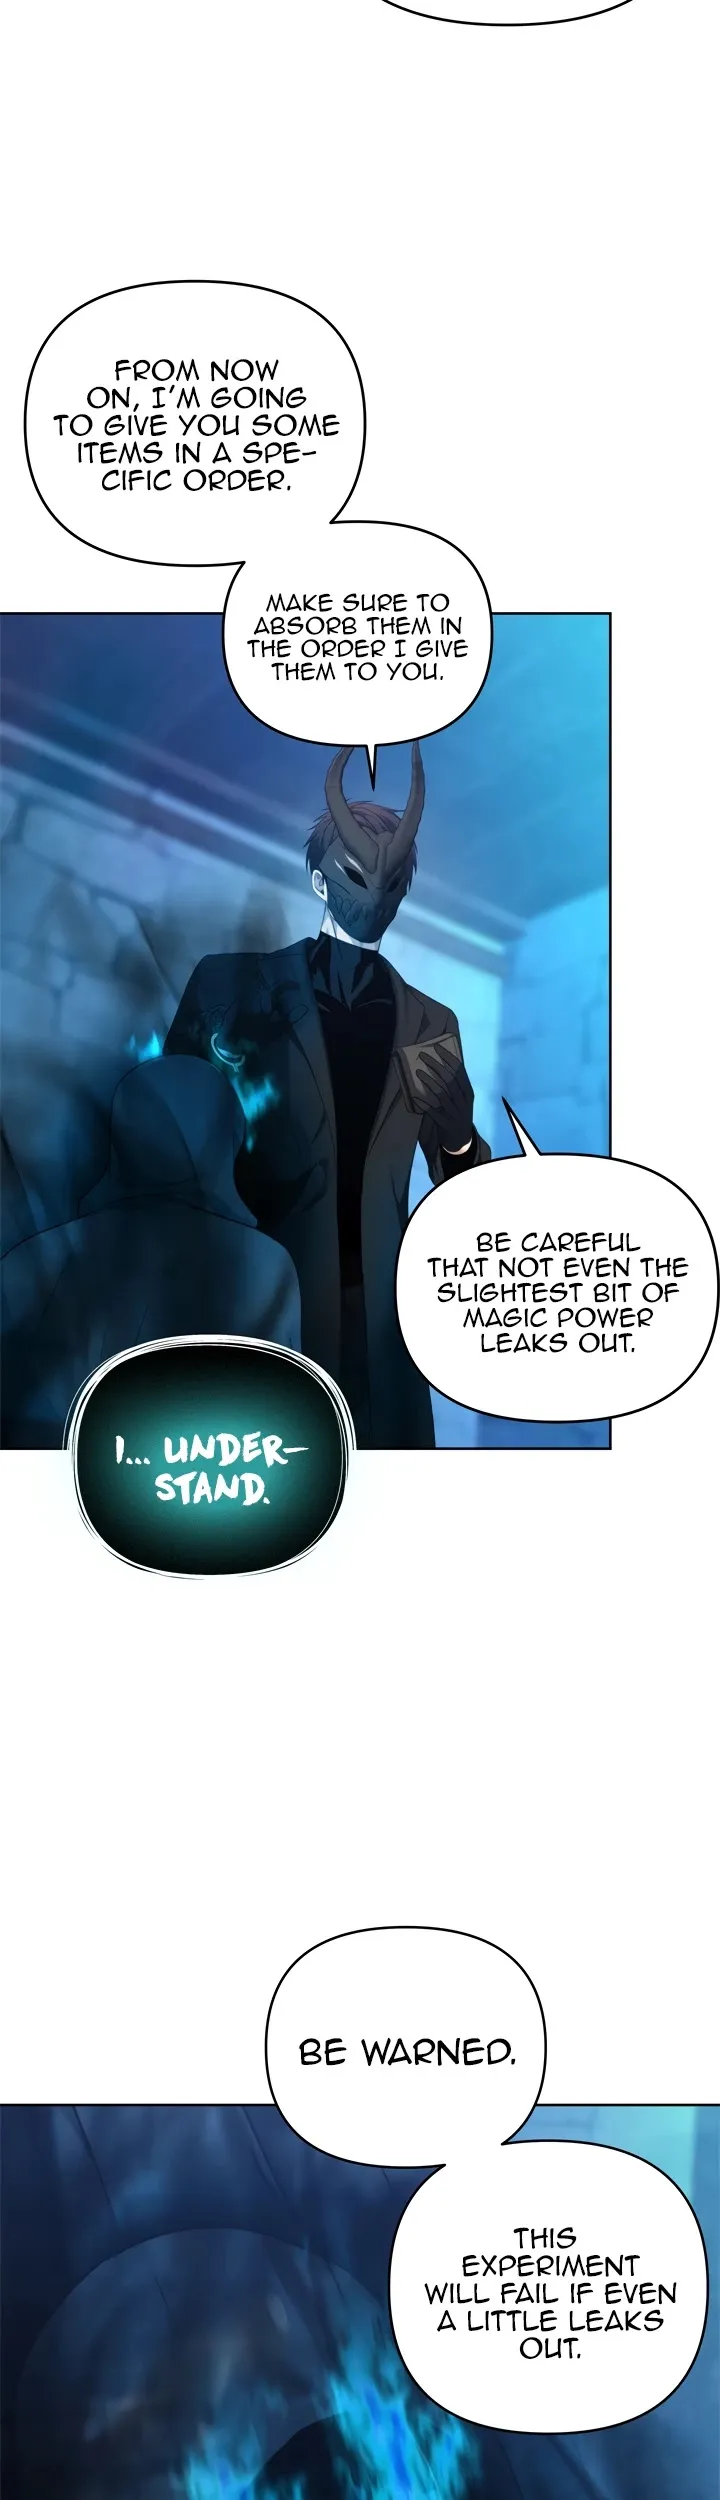 FROM NOW
ON, I'M GOING
TO GIVE YOU SOME
ITEMS IN A SPE-
CIFIC ORDER.
MAKE SURE TO
ABSORB THEM IN
THE ORDER I GIVE
THEM TO YOU.
BE CAREFUL
THAT NOT EVEN THE
SLIGHTEST BIT OF
MAGIC POWER
LEAKS OUT.
I... UNDER-
STAND.
BE WARNED.
THIS
EXPERIMENT
WILL FAIL IF EVEN
A LITTLE LEAKS
OUT.